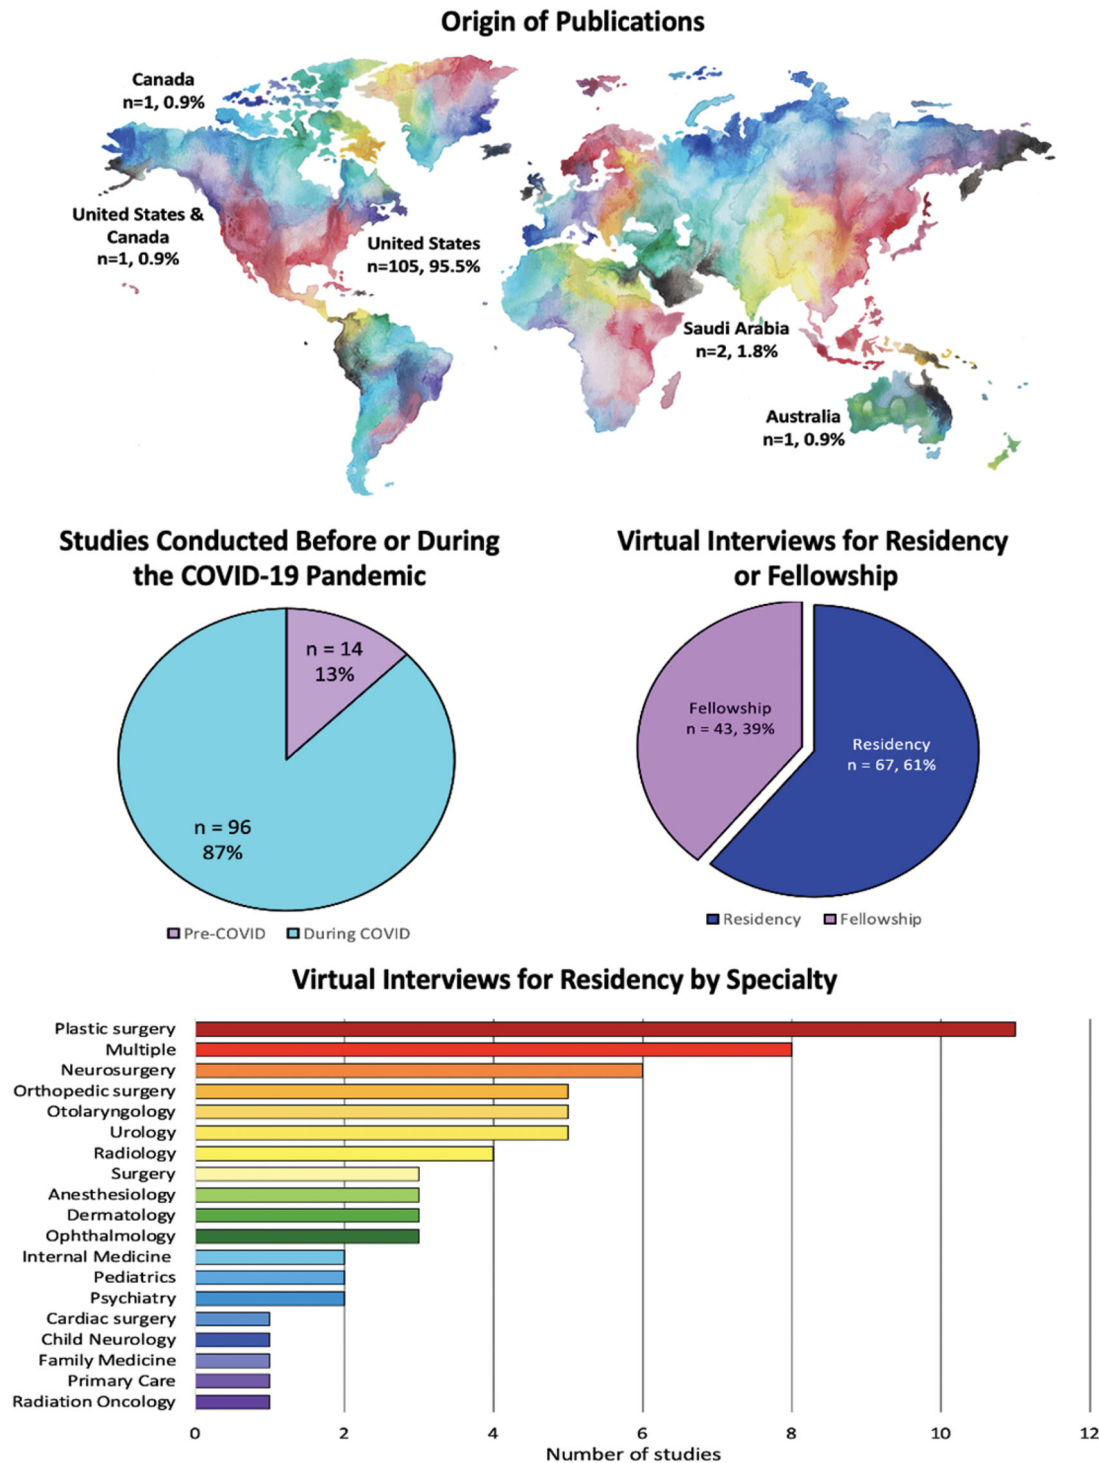 Origin of Publications
Canada
n=1, 0.9%
United States &
Canada
n=1, 0.9%
United States
n=105, 95.5%
Saudi Arabia
n=2, 1.8%
Australia
n=1, 0.9%
Studies Conducted Before or During
the COVID-19 Pandemic
n = 14
13%
n = 96
87%
Pre-COVID
During COVID
Virtual Interviews for Residency
or Fellowship
Fellowship
n = 43, 39%
Residency
n = 67, 61%
Residency
Fellowship
Virtual Interviews for Residency by Specialty
Plastic surgery
Multiple
Neurosurgery
Orthopedic surgery
Otolaryngology
Urology
Radiology
Surgery
Anesthesiology
Dermatology
Ophthalmology
Internal Medicine
Pediatrics
Psychiatry
Cardiac surgery
Child Neurology
Family Medicine
Primary Care
Radiation Oncology
0 2 4 6 8 10 12
Number of studies